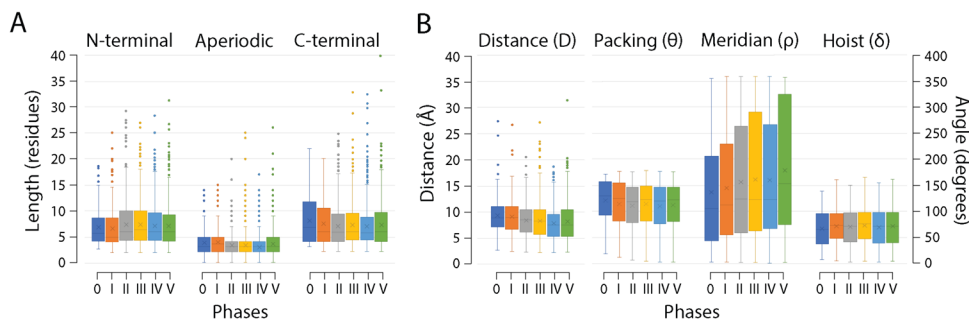 A
N-terminal Aperiodic C-terminal
40
35
30
25
20
15
10
5
0
Length (residues)
0 I II III IV V 0 I II III IV V 0 I II III IV V
Phases
B
Distance (D) Packing (θ) Meridian (ρ) Hoist (δ)
40
35
30
25
20
15
10
5
0
Distance (Å)
400
350
300
250
200
150
100
50
0
Angle (degrees)
0 I II III IV V 0 I II III IV V 0 I II III IV V 0 I II III IV V
Phases